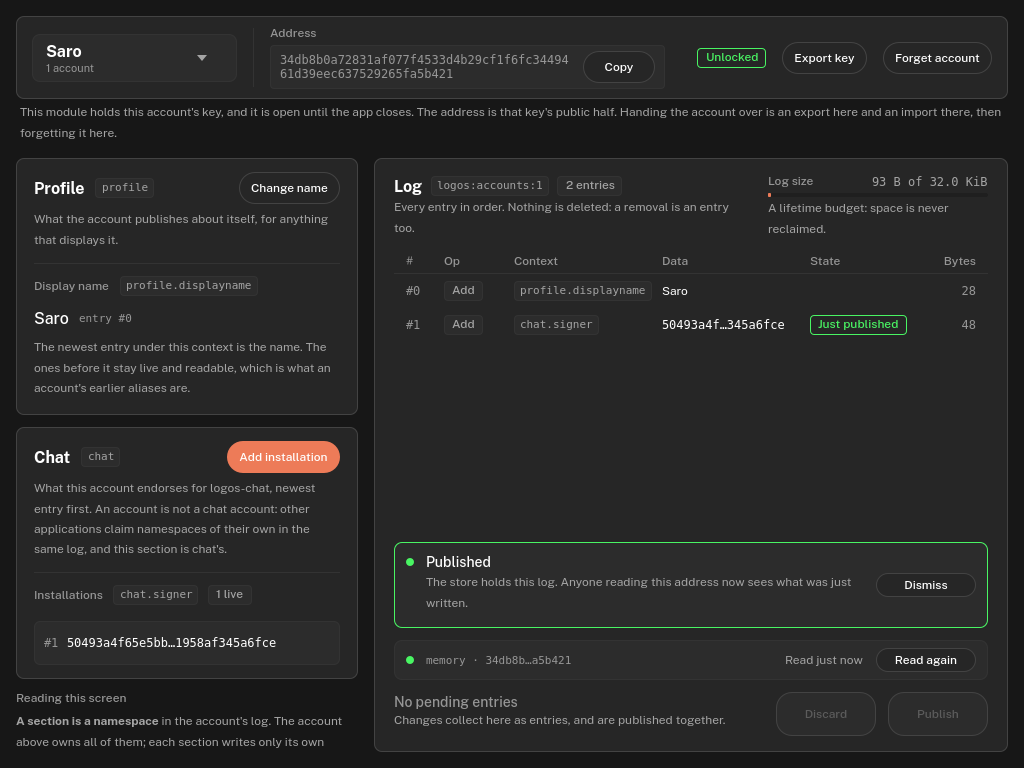 Saro
1 account
Address
34db8b0a72831af077f4533d4b29cf1f6fc34494
61d39eec637529265fa5b421
Copy
Unlocked
Export key
Forget account
This module holds this account's key, and it is open until the app closes. The address is that key's public half. Handing the account over is an export here and an import there, then
forgetting it here.
Profile
profile
Change name
What the account publishes about itself, for anything
that displays it.
Display name
profile.displayname
Saro
entry #0
The newest entry under this context is the name. The
ones before it stay live and readable, which is what an
account's earlier aliases are.
Chat
chat
Add installation
What this account endorses for logos-chat, newest
entry first. An account is not a chat account: other
applications claim namespaces of their own in the
same log, and this section is chat's.
Installations
chat.signer
1 live
#1 50493a4f65e5bb…1958af345a6fce
Reading this screen
A section is a namespace in the account's log. The account
above owns all of them; each section writes only its own
Log
logos:accounts:1
2 entries
Every entry in order. Nothing is deleted: a removal is an entry
too.
Log size
93 B of 32.0 KiB
A lifetime budget: space is never
reclaimed.
# Op Context Data State Bytes
#0 Add profile.displayname Saro 28
#1 Add chat.signer 50493a4f…345a6fce Just published 48
Published
The store holds this log. Anyone reading this address now sees what was just
written.
Dismiss
memory · 34db8b…a5b421
Read just now
Read again
No pending entries
Changes collect here as entries, and are published together.
Discard
Publish